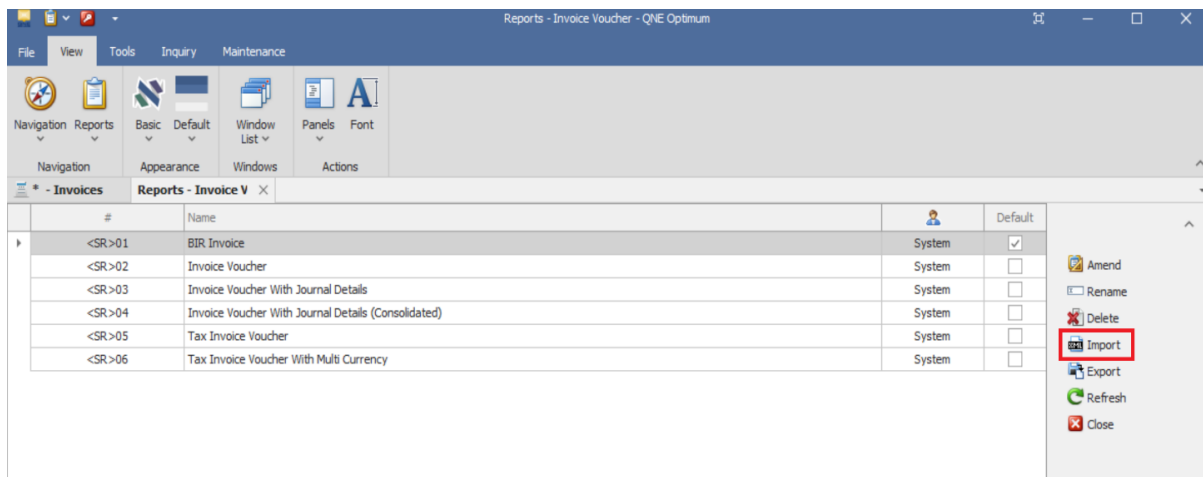 Reports - Invoice Voucher - QNE Optimum
File View Tools Inquiry Maintenance
Navigation Reports Basic Default Window List Panels Font
Navigation Appearance Windows Actions
* - Invoices Reports - Invoice V
# Name Default
<SR>01 BIR Invoice System
<SR>02 Invoice Voucher System
<SR>03 Invoice Voucher With Journal Details System
<SR>04 Invoice Voucher With Journal Details (Consolidated) System
<SR>05 Tax Invoice Voucher System
<SR>06 Tax Invoice Voucher With Multi Currency System
Amend
Rename
Delete
Import
Export
Refresh
Close